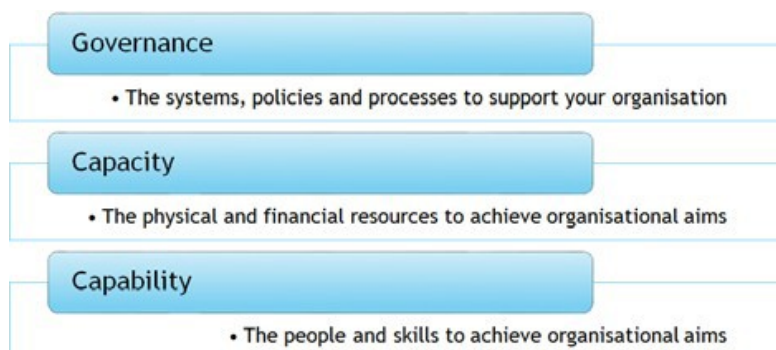 Governance
• The systems, policies and processes to support your organisation
Capacity
• The physical and financial resources to achieve organisational aims
Capability
• The people and skills to achieve organisational aims